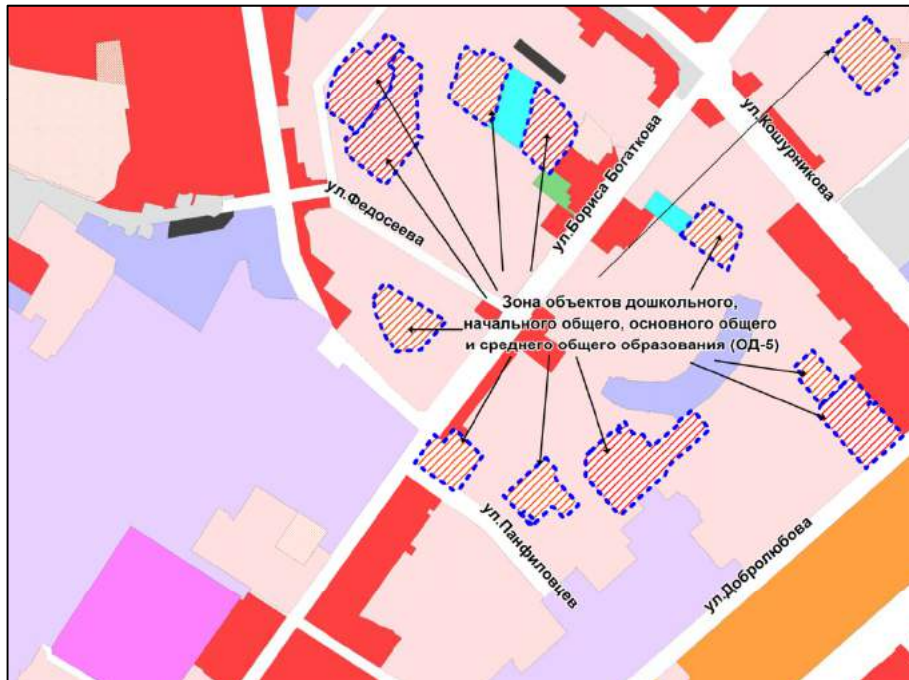 ул.Кошурникова
ул.Бориса Богаткова
ул.Федосеева
Зона объектов дошкольного,
начального общего, основного общего
и среднего общего образования (ОД-5)
ул.Панфиловцев
ул.Добролюбова